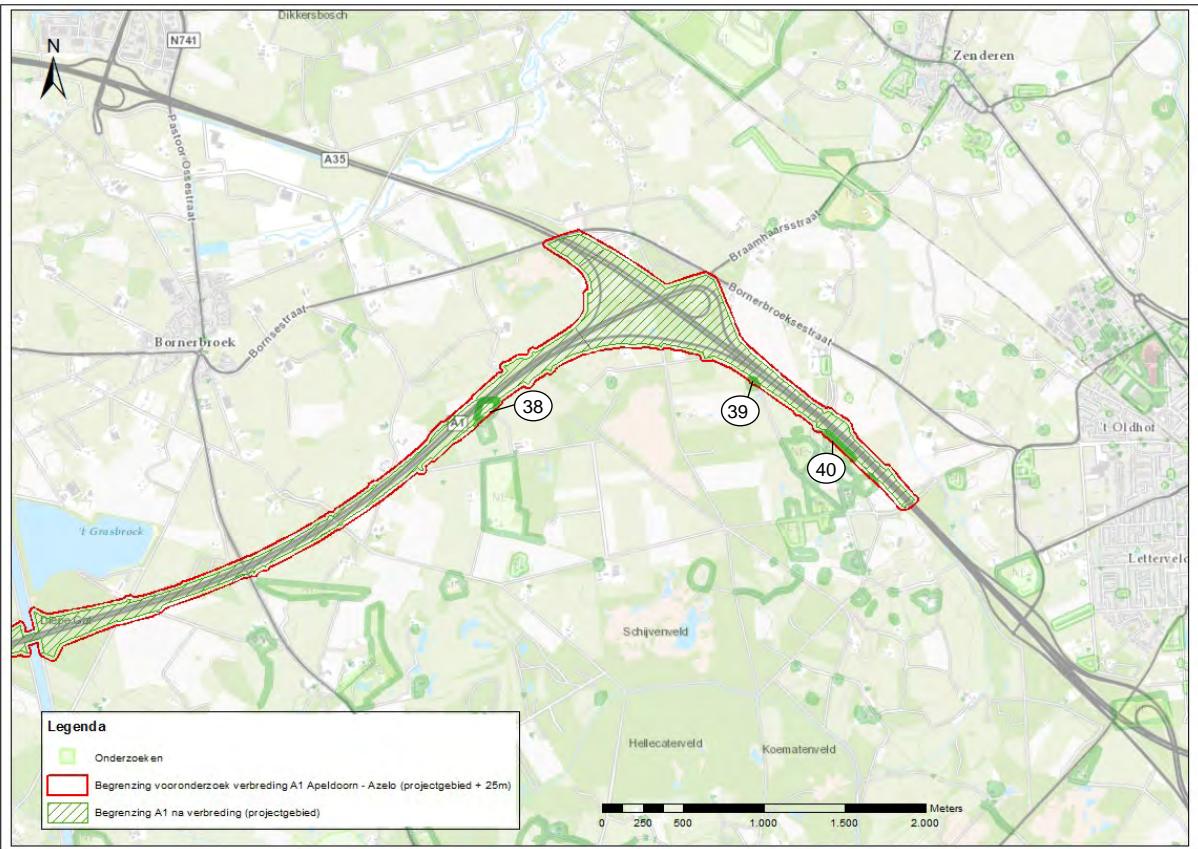 Dikkersbosch
N741
N
Zenderen
A35
Pastoor Ossestraat
Braamhaarsstraat
Bornerbroeksestraat
Bornerbroek
Bornsestraat
38
39
A1
't Oldhof
40
't Grasbroek
Letterveld
Schijvenveld
Hellecaterveld
Koematenveld
Legenda
Onderzoeken
Begrenzing vooronderzoek verbreding A1 Apeldoorn - Azelo (projectgebied + 25m)
Begrenzing A1 na verbreding (projectgebied)
Meters
0 250 500 1.000 1.500 2.000